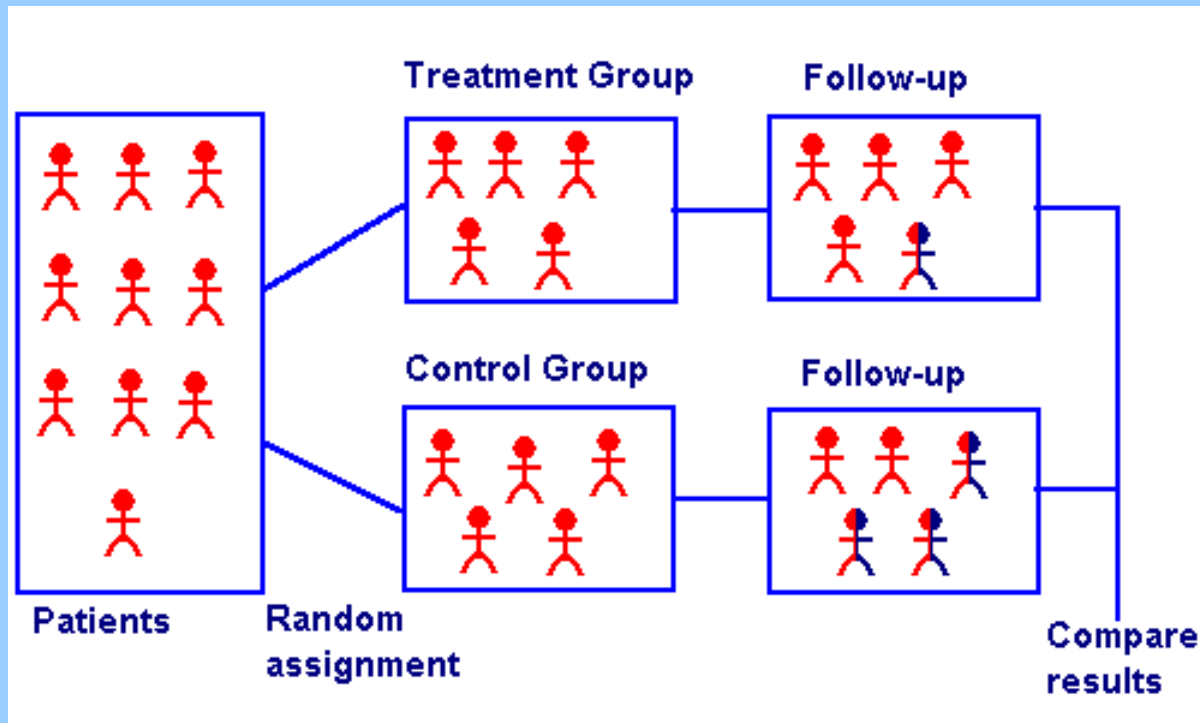 Treatment Group
Follow-up
Control Group
Follow-up
Patients
Random
assignment
Compare
results